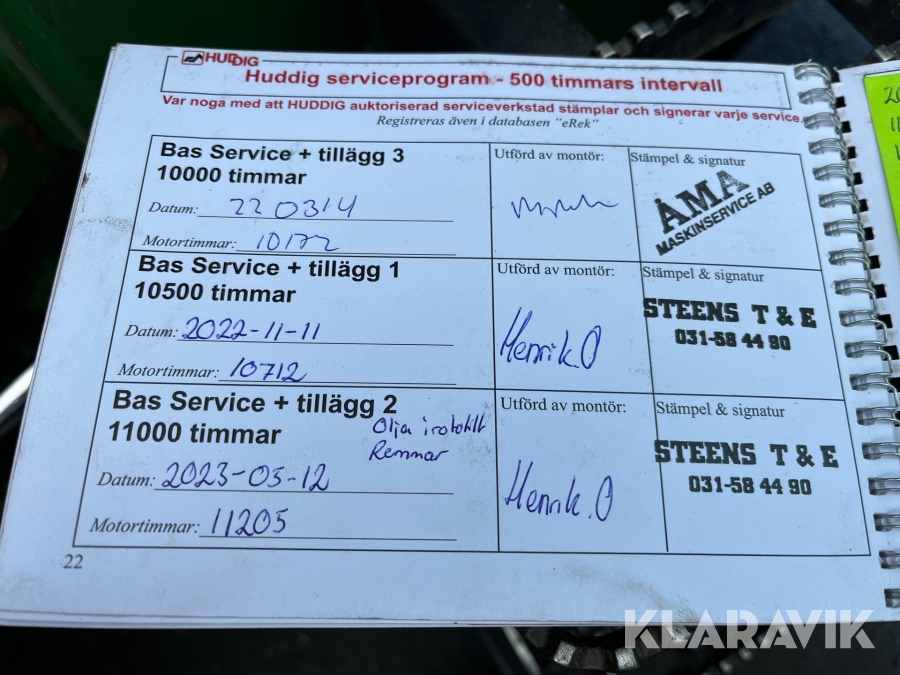 HUDDIG
Huddig serviceprogram - 500 timmars intervall
Var noga med att HUDDIG auktoriserad serviceverkstad stämplar och signerar varje service.
Registreras även i databasen "eRek"
Bas Service + tillägg 3
10000 timmar
Datum: 220314
Motortimmar: 10172
Utförd av montör:
Stämpel & signatur
ÅMA
MASKINSERVICE AB
Bas Service + tillägg 1
10500 timmar
Datum: 2022-11-11
Motortimmar: 10712
Utförd av montör:
Henrik.O
Stämpel & signatur
STEENS T & E
031-58 44 90
Bas Service + tillägg 2
11000 timmar
Olja i rototilt
Remmar
Datum: 2023-05-12
Motortimmar: 11205
Utförd av montör:
Henrik.O
Stämpel & signatur
STEENS T & E
031-58 44 90
22
KLARAVIK